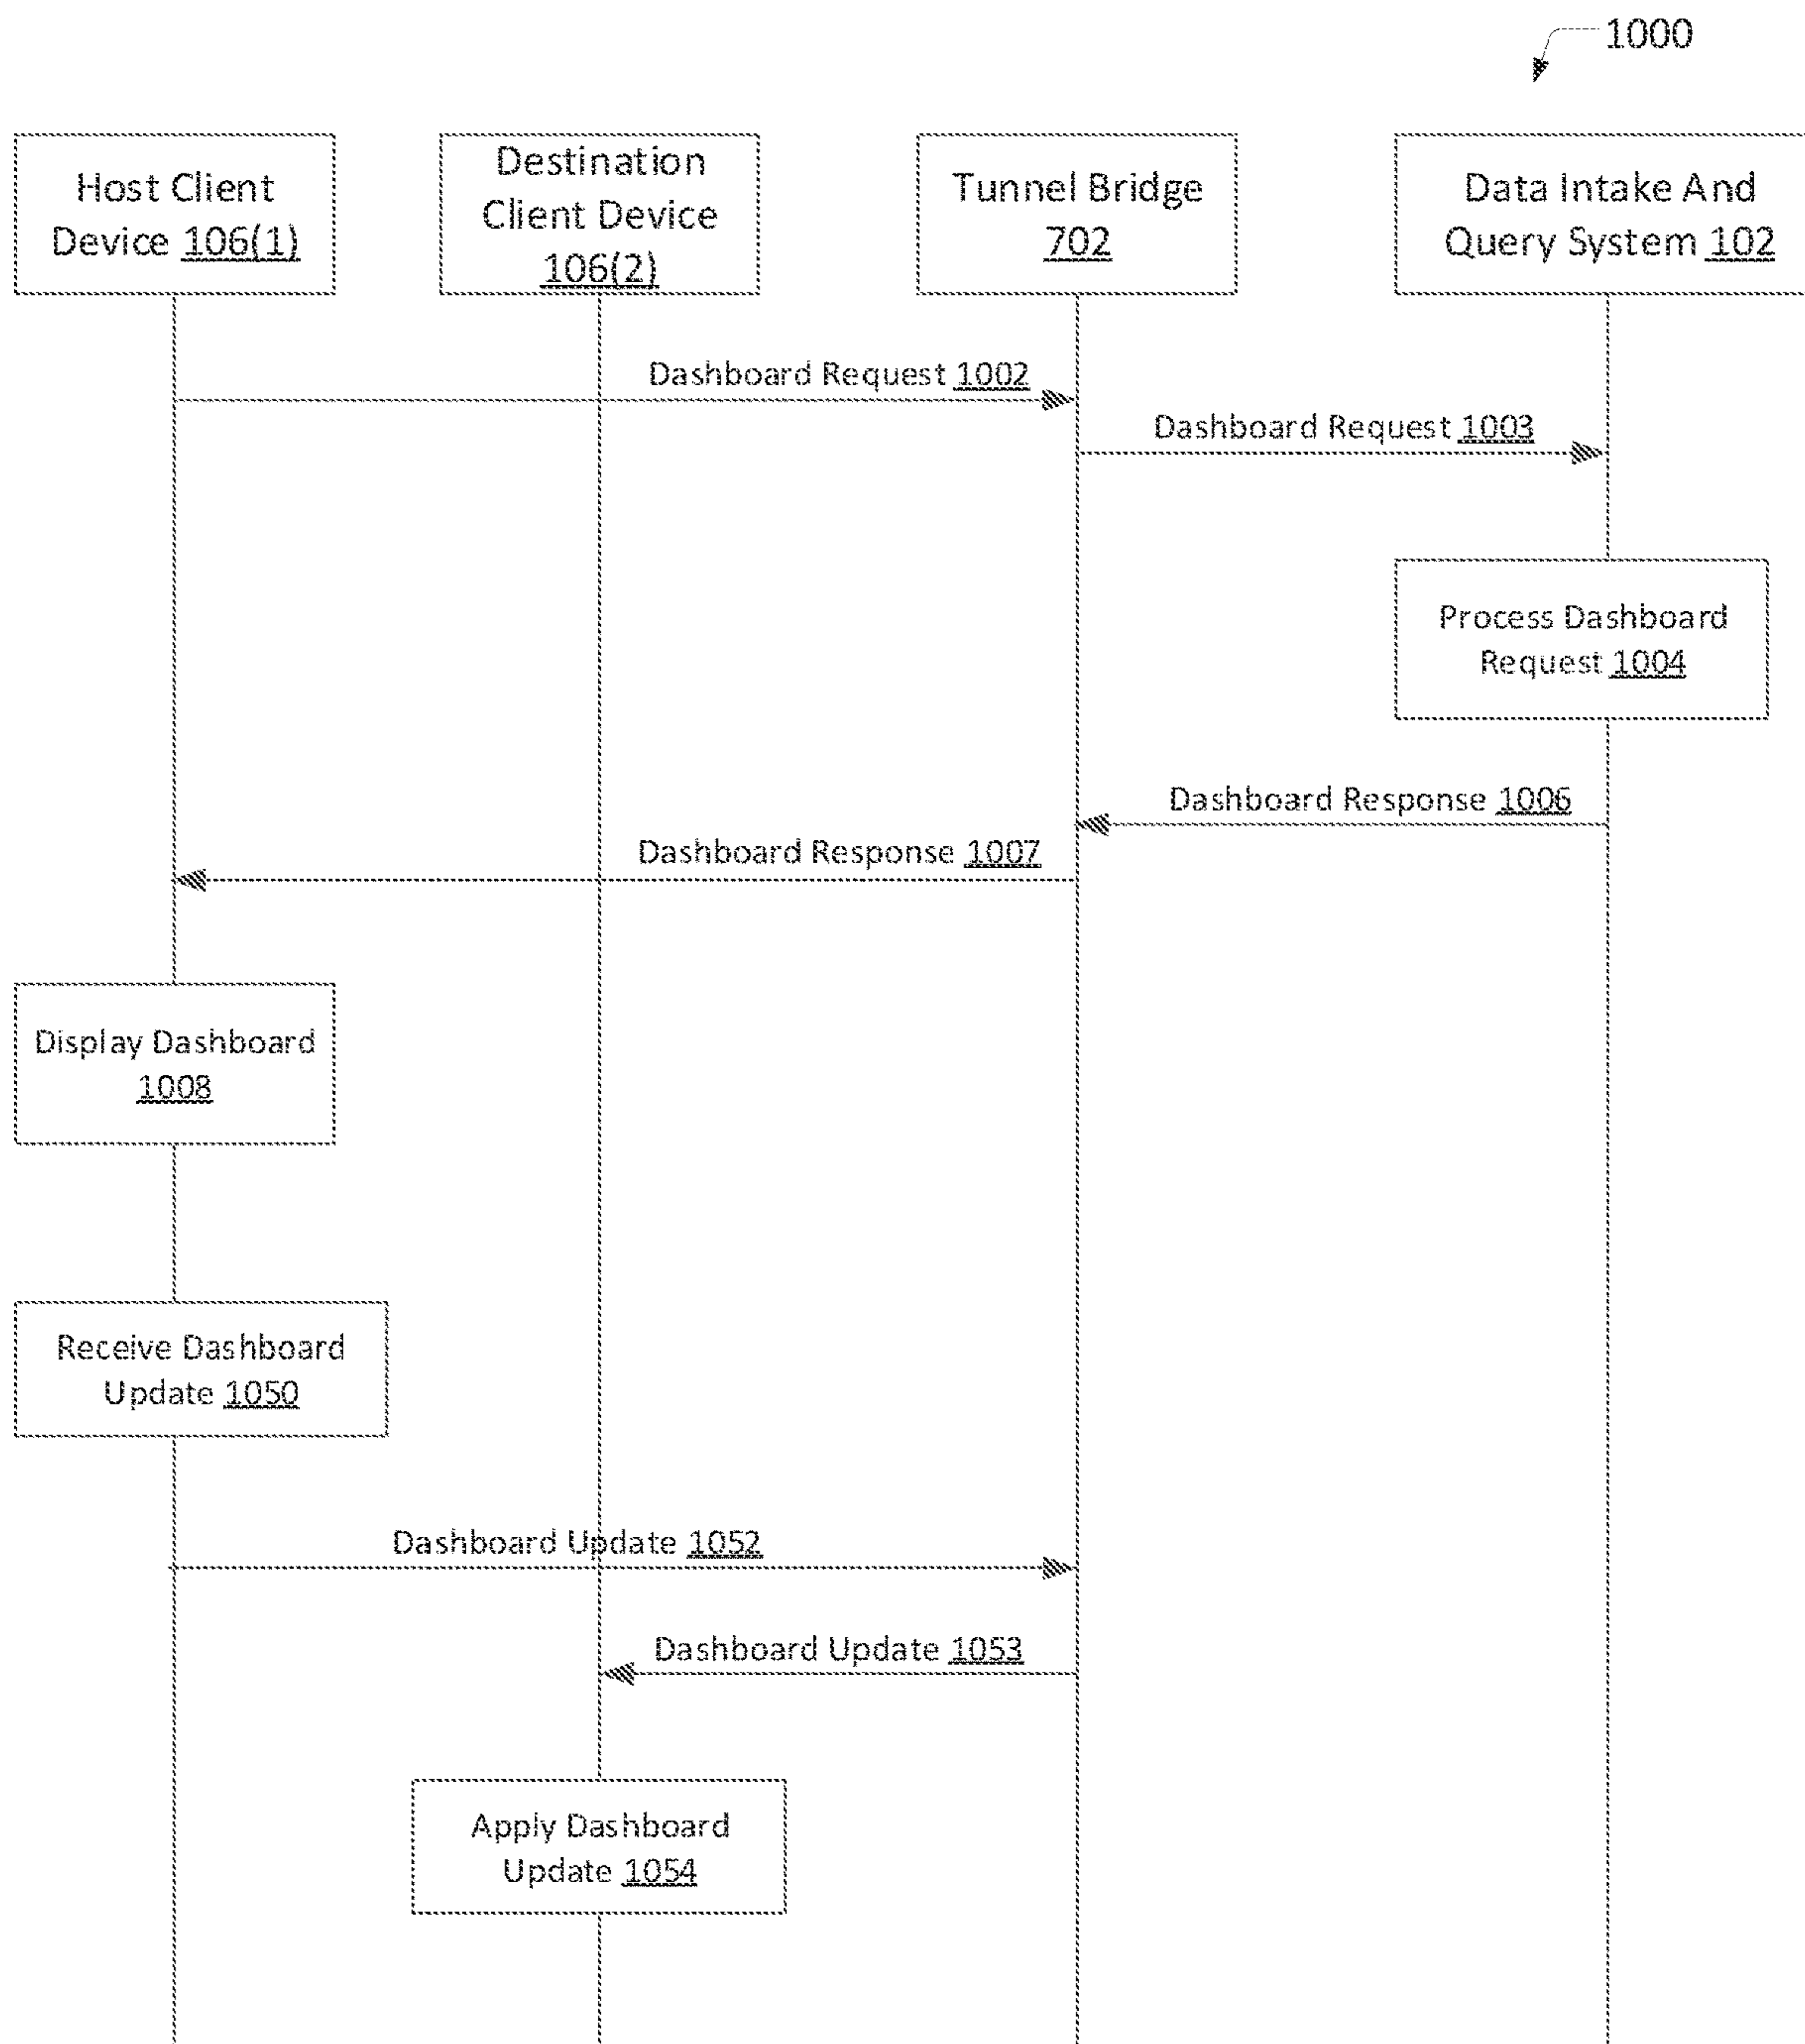 1000
Host Client
Device 106(1)
Destination
Client Device
106(2)
Tunnel Bridge
702
Data Intake And
Query System 102
Dashboard Request 1002
Dashboard Request 1003
Process Dashboard
Request 1004
Dashboard Response 1006
Dashboard Response 1007
Display Dashboard
1008
Receive Dashboard
Update 1050
Dashboard Update 1052
Dashboard Update 1053
Apply Dashboard
Update 1054